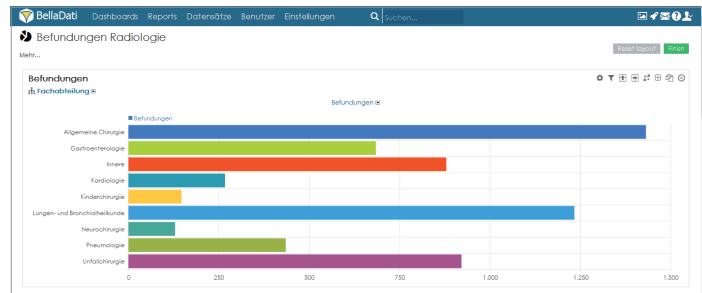 BellaDati Dashboards Reports Datensätze Benutzer Einstellungen Suchen...
Befundungen Radiologie
Mehr...
Reset layout Finish
Befundungen
Fachabteilung
Befundungen
Befundungen
Allgemeine Chirurgie
Gastroenterologie
Innere
Kardiologie
Kinderchirurgie
Lungen- und Bronchialheilkunde
Neurochirurgie
Pneumologie
Unfallchirurgie
0 250 500 750 1.000 1.250 1.500